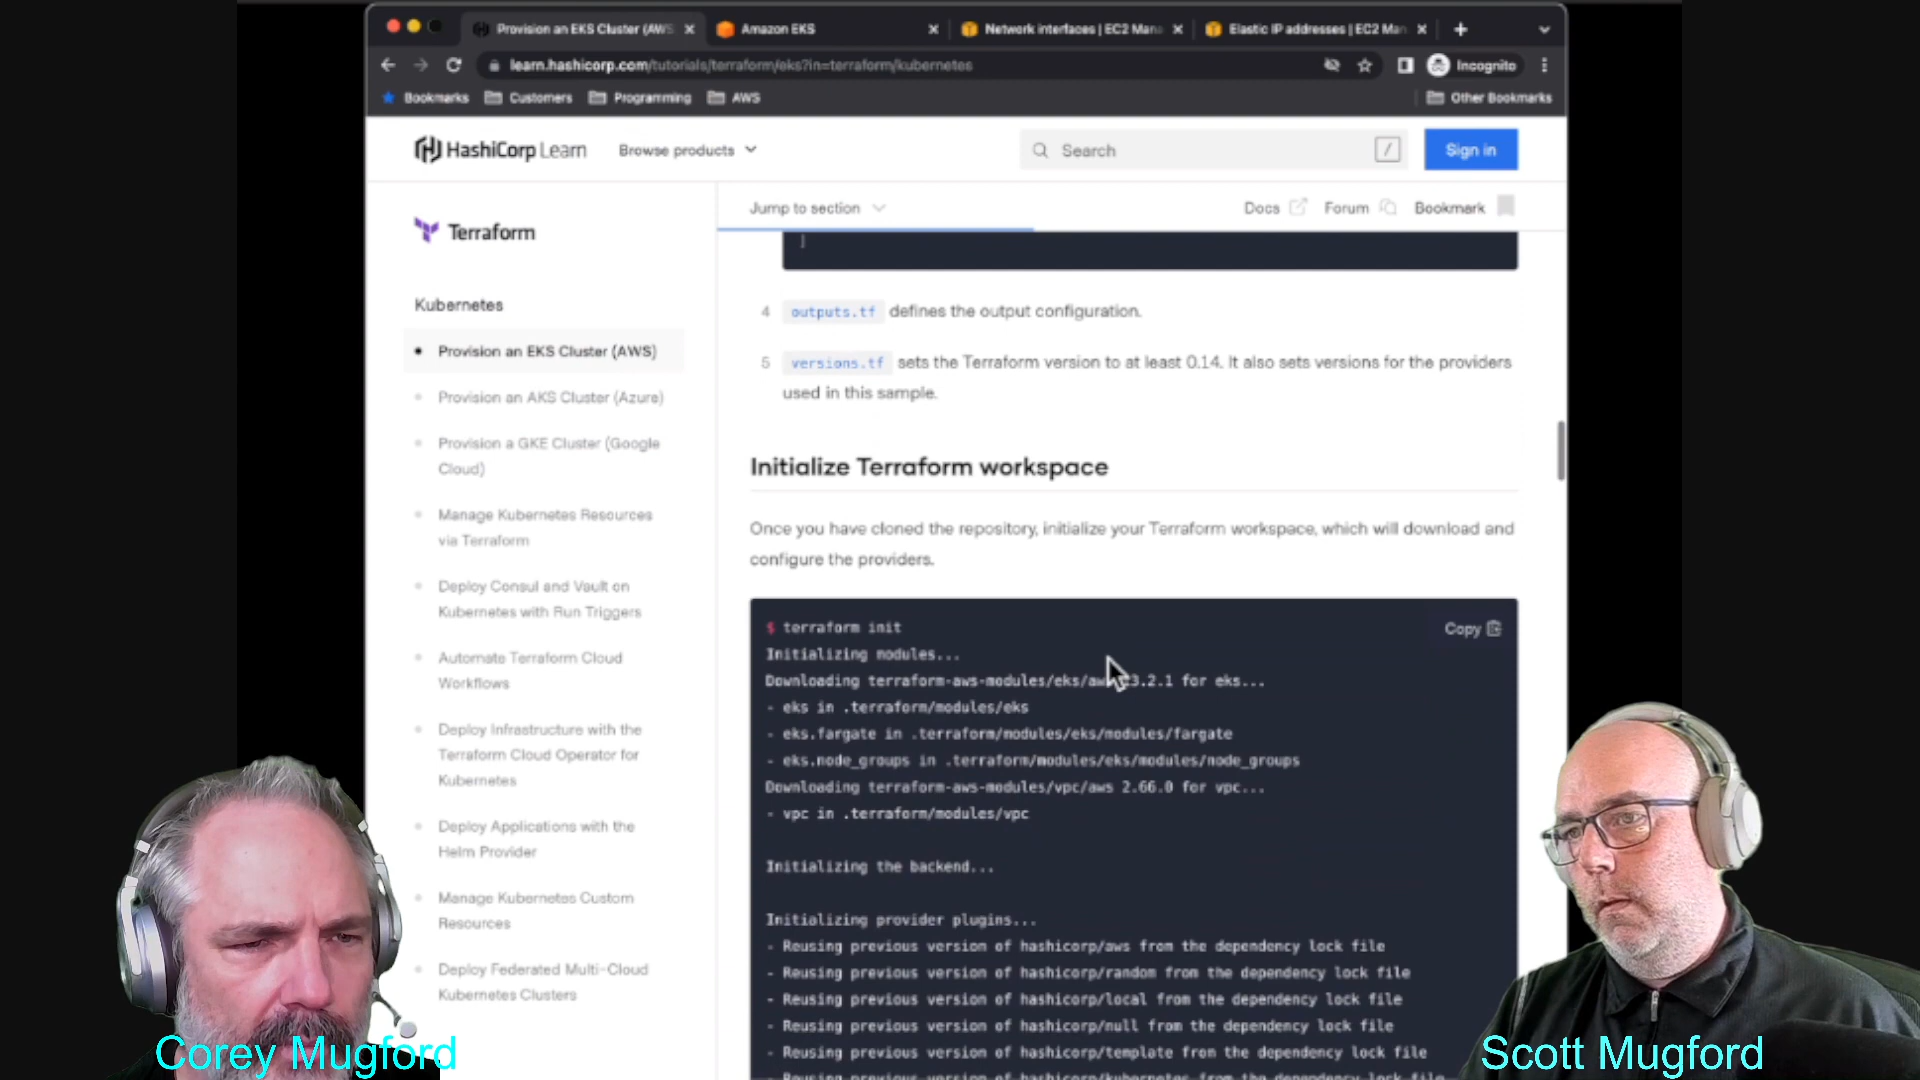 Provision an EKS Cluster (AWS
Amazon EKS
Network interfaces | EC2 Mana
Elastic IP addresses | EC2 Man
learn.hashicorp.com/tutorials/terraform/eks?in=terraform/kubernetes
Incognito
Bookmarks
Customers
Programming
AWS
Other Bookmarks
HashiCorp Learn
Browse products
Search
/
Sign in
Jump to section
Docs
Forum
Bookmark
Terraform
Kubernetes
Provision an EKS Cluster (AWS)
Provision an AKS Cluster (Azure)
Provision a GKE Cluster (Google
Cloud)
Manage Kubernetes Resources
via Terraform
Deploy Consul and Vault on
Kubernetes with Run Triggers
Automate Terraform Cloud
Workflows
Deploy Infrastructure with the
Terraform Cloud Operator for
Kubernetes
Deploy Applications with the
Helm Provider
Manage Kubernetes Custom
Resources
Deploy Federated Multi-Cloud
Kubernetes Clusters
]
4 outputs.tf defines the output configuration.
5 versions.tf sets the Terraform version to at least 0.14. It also sets versions for the providers
used in this sample.
Initialize Terraform workspace
Once you have cloned the repository, initialize your Terraform workspace, which will download and
configure the providers.
$ terraform init
Copy
Initializing modules...
Downloading terraform-aws-modules/eks/aw 3.2.1 for eks...
- eks in .terraform/modules/eks
- eks.fargate in .terraform/modules/eks/modules/fargate
- eks.node_groups in .terraform/modules/eks/modules/node_groups
Downloading terraform-aws-modules/vpc/aws 2.66.0 for vpc...
- vpc in .terraform/modules/vpc
Initializing the backend...
Initializing provider plugins...
- Reusing previous version of hashicorp/aws from the dependency lock file
- Reusing previous version of hashicorp/random from the dependency lock file
- Reusing previous version of hashicorp/local from the dependency lock file
- Reusing previous version of hashicorp/null from the dependency lock file
- Reusing previous version of hashicorp/template from the dependency lock file
- Reusing previous version of hashicorp/kubernetes from the dependency lock file
Corey Mugford
Scott Mugford